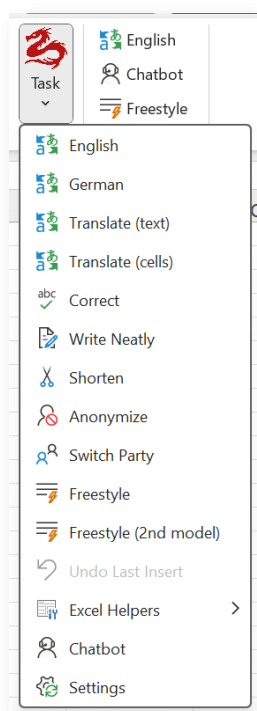 Task
English
Chatbot
Freestyle
English
German
Translate (text)
Translate (cells)
abc
Correct
Write Neatly
Shorten
Anonymize
Switch Party
Freestyle
Freestyle (2nd model)
Undo Last Insert
Excel Helpers
Chatbot
Settings